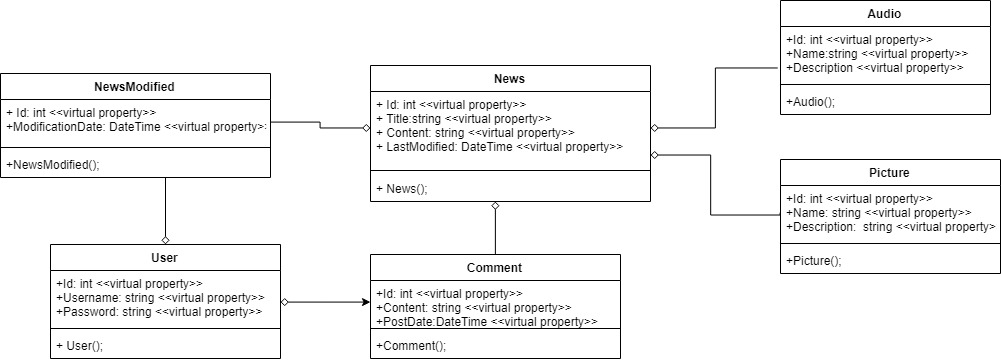 Audio
+Id: int <<virtual property>>
+Name:string <<virtual property>>
+Description <<virtual property>>
+Audio();
NewsModified
+ Id: int <<virtual property>>
+ModificationDate: DateTime <<virtual property>
+NewsModified();
News
+ Id: int <<virtual property>>
+ Title:string <<virtual property>>
+ Content: string <<virtual property>>
+ LastModified: DateTime <<virtual property>>
+ News();
Picture
+Id: int <<virtual property>>
+Name: string <<virtual property>>
+Description:  string <<virtual property>
+Picture();
User
+Id: int <<virtual property>>
+Username: string <<virtual property>>
+Password: string <<virtual property>>
+ User();
Comment
+Id: int <<virtual property>>
+Content: string <<virtual property>>
+PostDate:DateTime <<virtual property>>
+Comment();